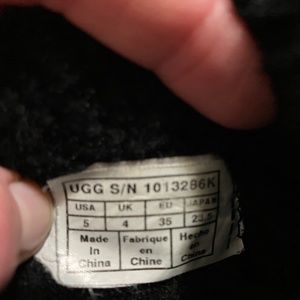 UGG S/N 1013286K
USA UK EU JAPAN
5 4 35 23.5
Made Fabrique Hecho
In en en
China Chine China